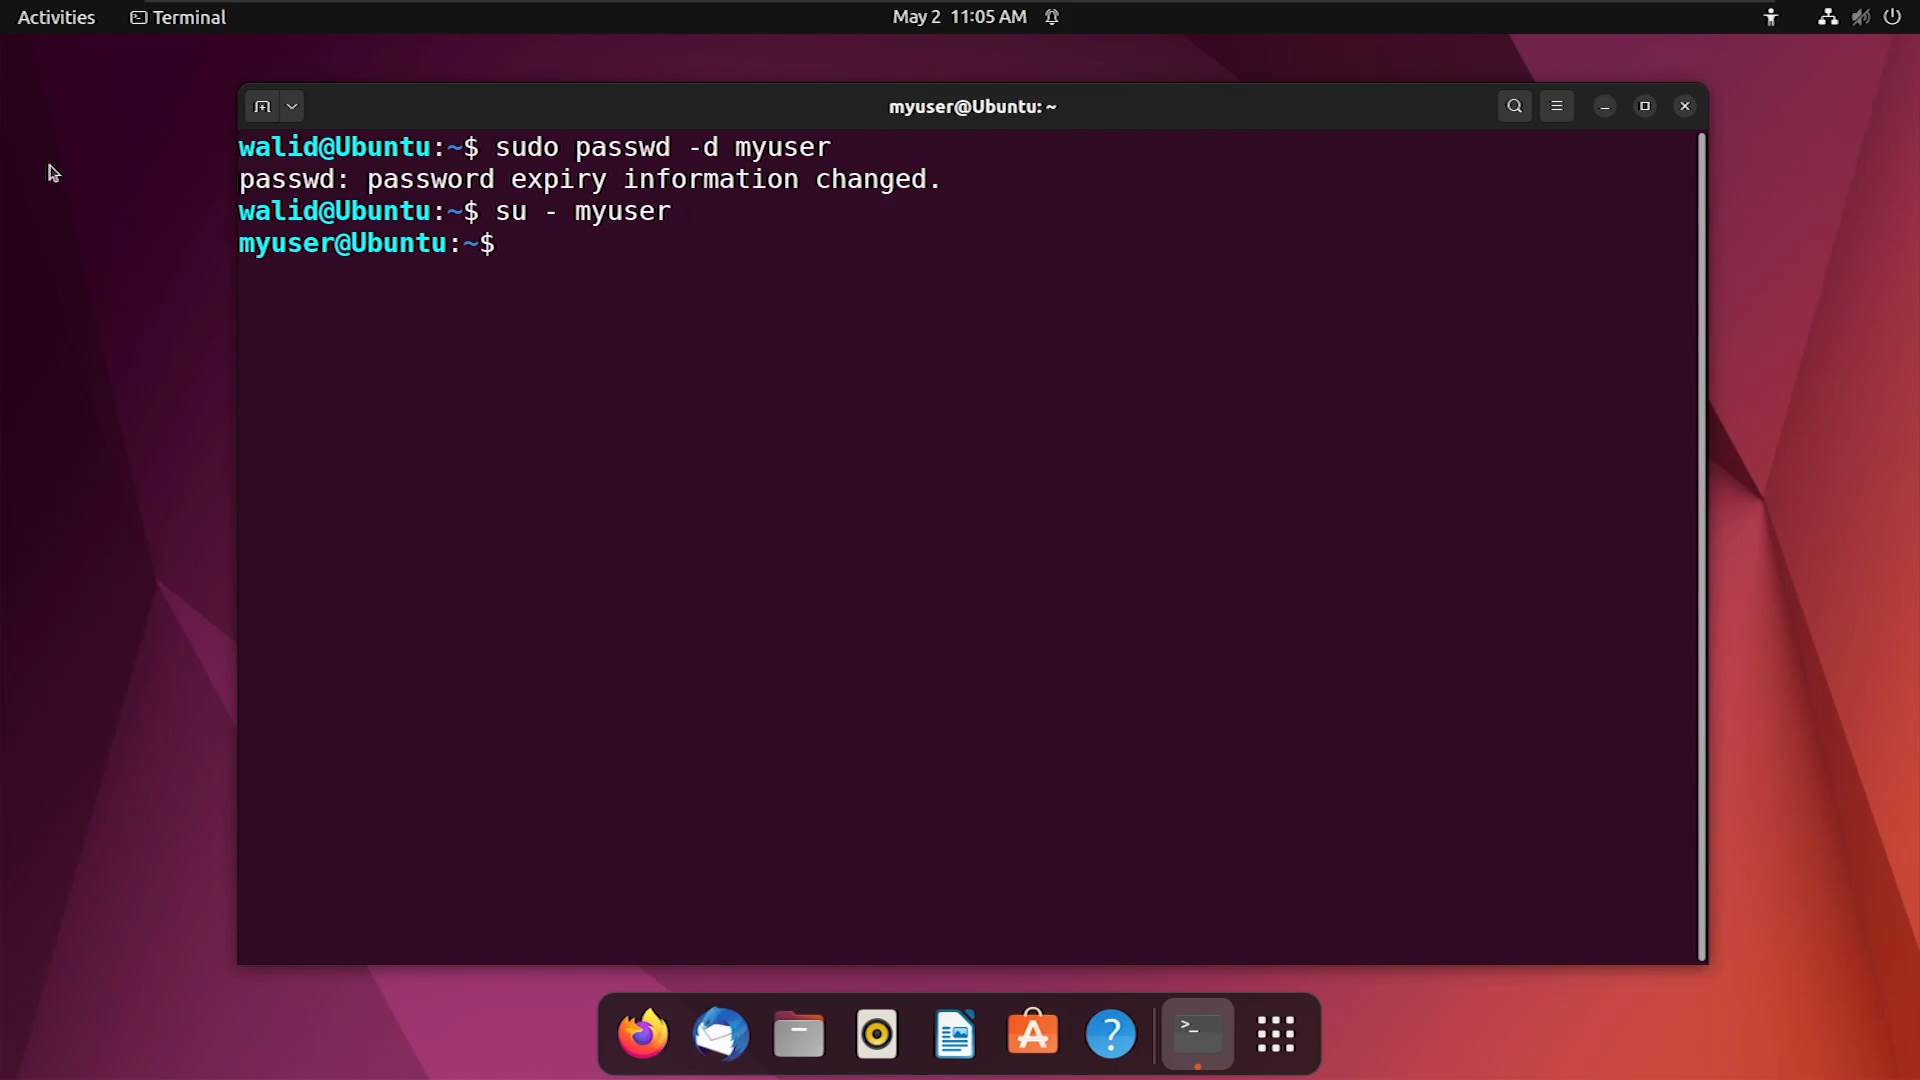 Activities Terminal May 2 11:05 AM
myuser@Ubuntu: ~
walid@Ubuntu:~$ sudo passwd -d myuser
passwd: password expiry information changed.
walid@Ubuntu:~$ su - myuser
myuser@Ubuntu:~$